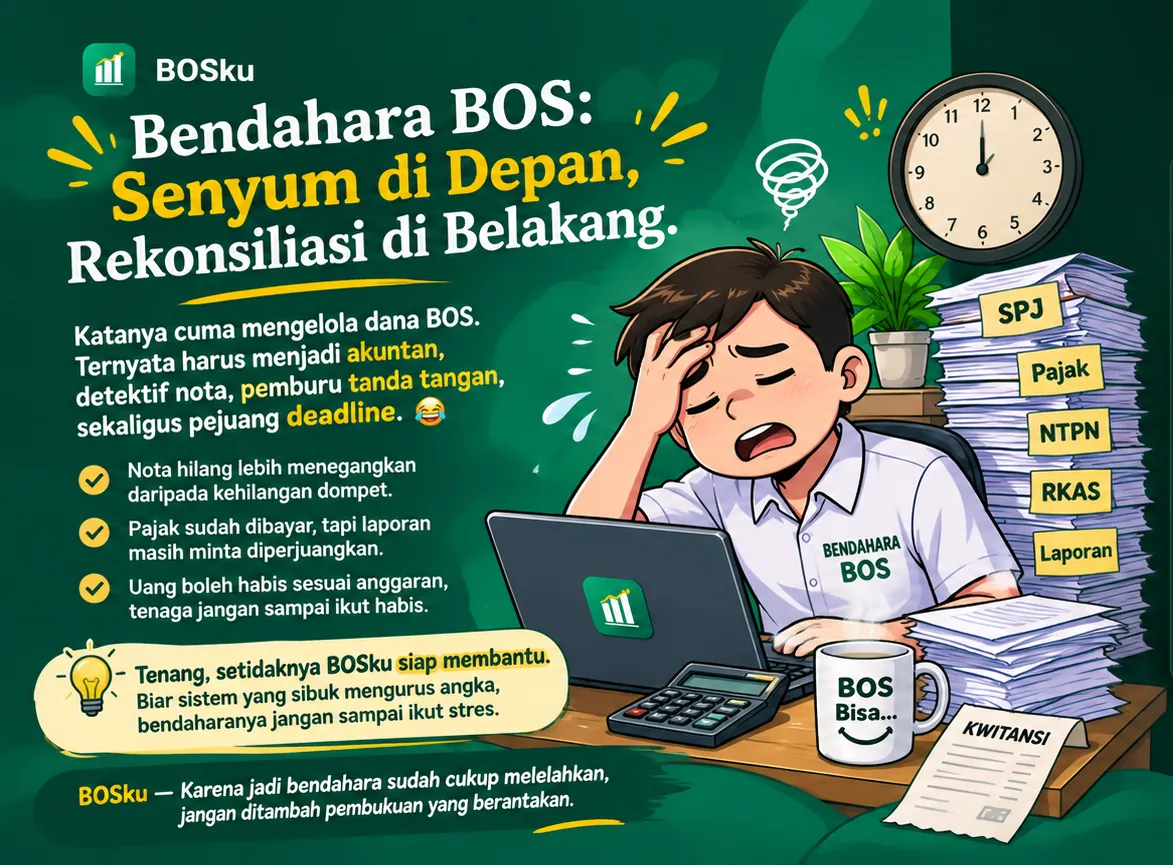 BOSku
Bendahara BOS:
Senyum di Depan,
Rekonsiliasi di Belakang.
Katanya cuma mengelola dana BOS.
Ternyata harus menjadi akuntan,
detektif nota, pemburu tanda tangan,
sekaligus pejuang deadline. 😂
Nota hilang lebih menegangkan
daripada kehilangan dompet.
Pajak sudah dibayar, tapi laporan
masih minta diperjuangkan.
Uang boleh habis sesuai anggaran,
tenaga jangan sampai ikut habis.
Tenang, setidaknya BOSku siap membantu.
Biar sistem yang sibuk mengurus angka,
bendaharanya jangan sampai ikut stres.
BOSku — Karena jadi bendahara sudah cukup melelahkan,
jangan ditambah pembukuan yang berantakan.
12
1
2
3
4
5
6
7
8
9
10
11
SPJ
Pajak
NTPN
RKAS
Laporan
BENDAHARA
BOS
BOS
Bisa...
KWITANSI